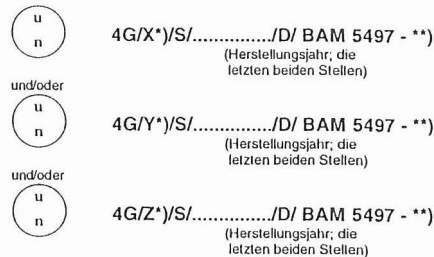 u
n
4G/X*)/S/............../D/ BAM 5497 - **)
(Herstellungsjahr; die
letzten beiden Stellen)
und/oder
u
n
4G/Y*)/S/.............../D/ BAM 5497 - **)
(Herstellungsjahr; die
letzten beiden Stellen)
und/oder
u
n
4G/Z*)/S/.............../D/ BAM 5497 - **)
(Herstellungsjahr; die
letzten beiden Stellen)